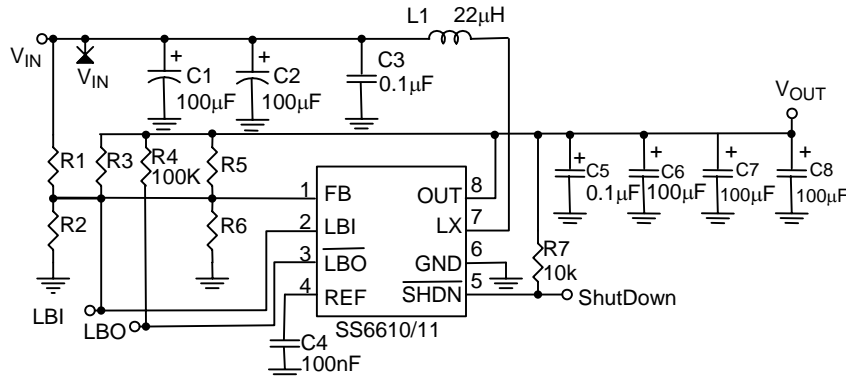 L1 22µH
VIN
VIN
C1
100µF
C2
100µF
C3
0.1µF
VOUT
R1
R3
R4
100K
R5
R2
R6
1 FB
2 LBI
3 LBO
4 REF
OUT 8
LX 7
GND 6
SHDN 5
SS6610/11
C5
0.1µF
C6
100µF
C7
100µF
C8
100µF
R7
10k
ShutDown
LBI
LBO
C4
100nF